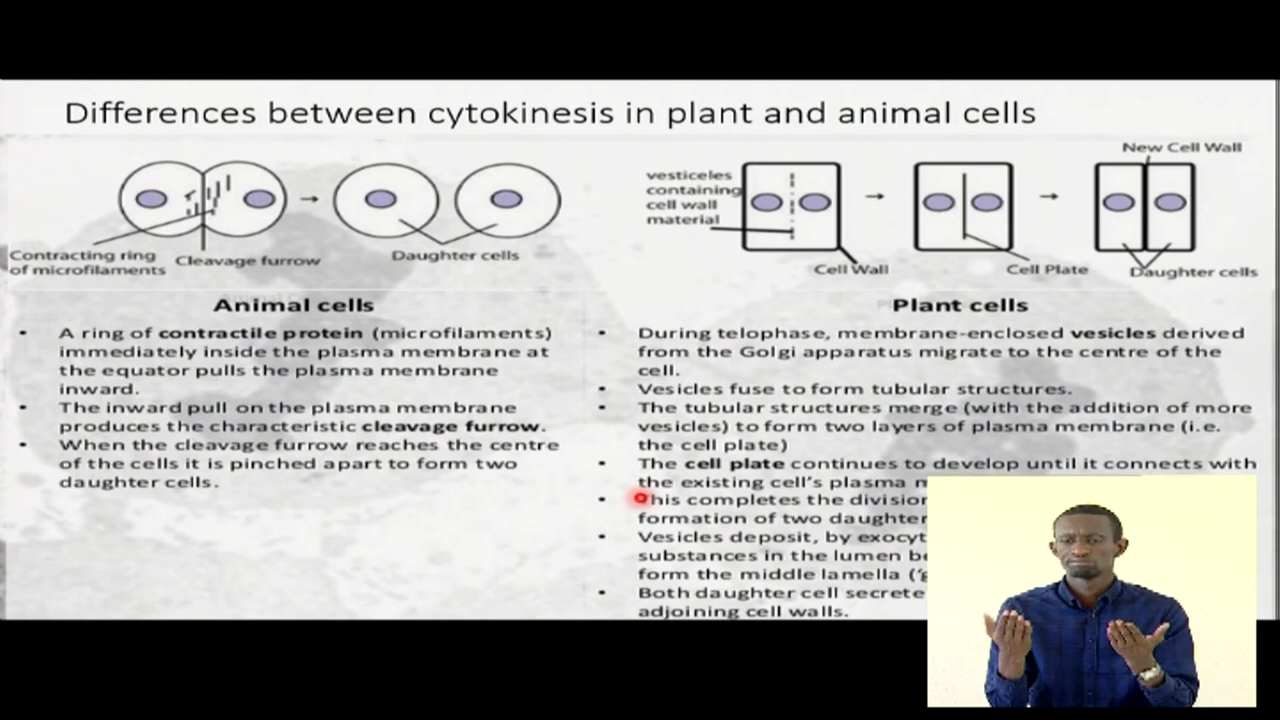 Differences between cytokinesis in plant and animal cells
Contracting ring
of microfilaments
Cleavage furrow
Daughter cells
vesticeles
containing
cell wall
material
Cell Wall
Cell Plate
New Cell Wall
Daughter cells
Animal cells
• A ring of contractile protein (microfilaments)
immediately inside the plasma membrane at
the equator pulls the plasma membrane
inward.
• The inward pull on the plasma membrane
produces the characteristic cleavage furrow.
• When the cleavage furrow reaches the centre
of the cells it is pinched apart to form two
daughter cells.
Plant cells
• During telophase, membrane-enclosed vesicles derived
from the Golgi apparatus migrate to the centre of the
cell.
• Vesicles fuse to form tubular structures.
• The tubular structures merge (with the addition of more
vesicles) to form two layers of plasma membrane (i.e.
the cell plate)
• The cell plate continues to develop until it connects with
the existing cell's plasma
• This completes the division
formation of two daughter
• Vesicles deposit, by
substances in the lumen
form the middle lamella
• Both daughter cell secrete
adjoining cell walls.